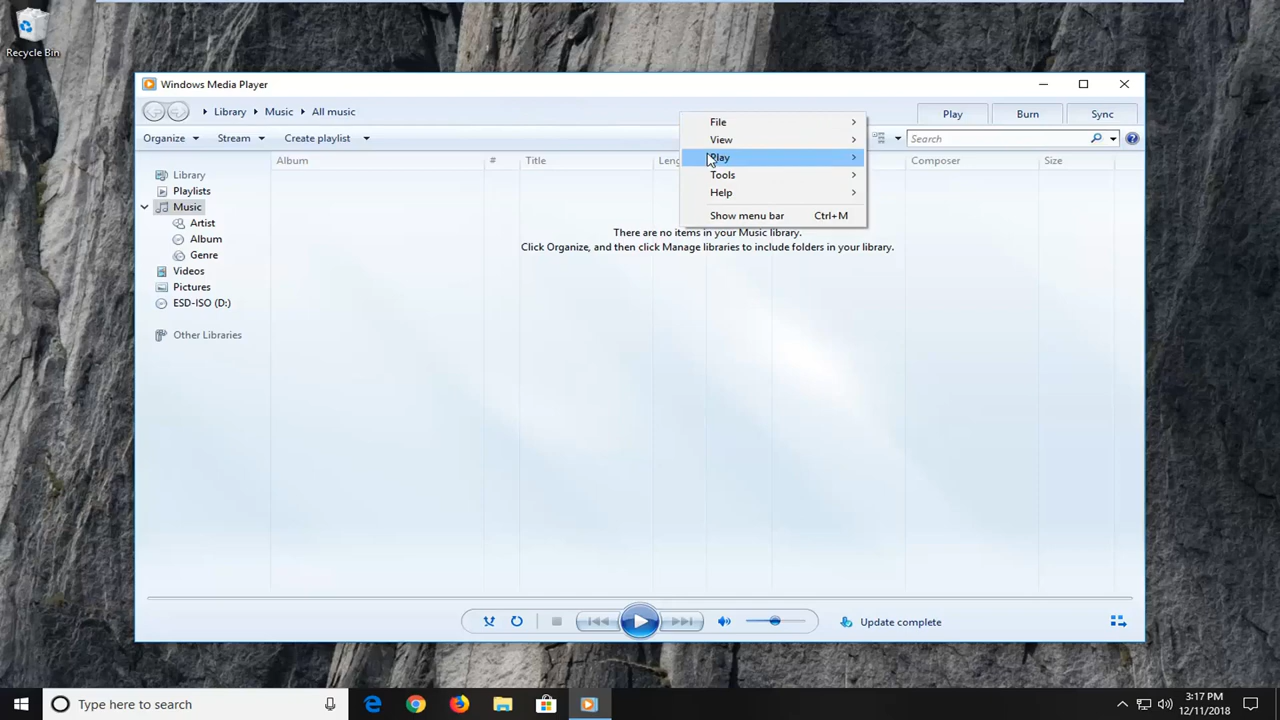 Recycle Bin
Windows Media Player
Library Music All music
Play Burn Sync
Organize Stream Create playlist
Search
File
View
Play
Tools
Help
Show menu bar Ctrl+M
Album # Title Leng Composer Size
Library
Playlists
Music
Artist
Album
Genre
Videos
Pictures
ESD-ISO (D:)
Other Libraries
There are no items in your Music library.
Click Organize, and then click Manage libraries to include folders in your library.
Update complete
Type here to search
3:17 PM
12/11/2018